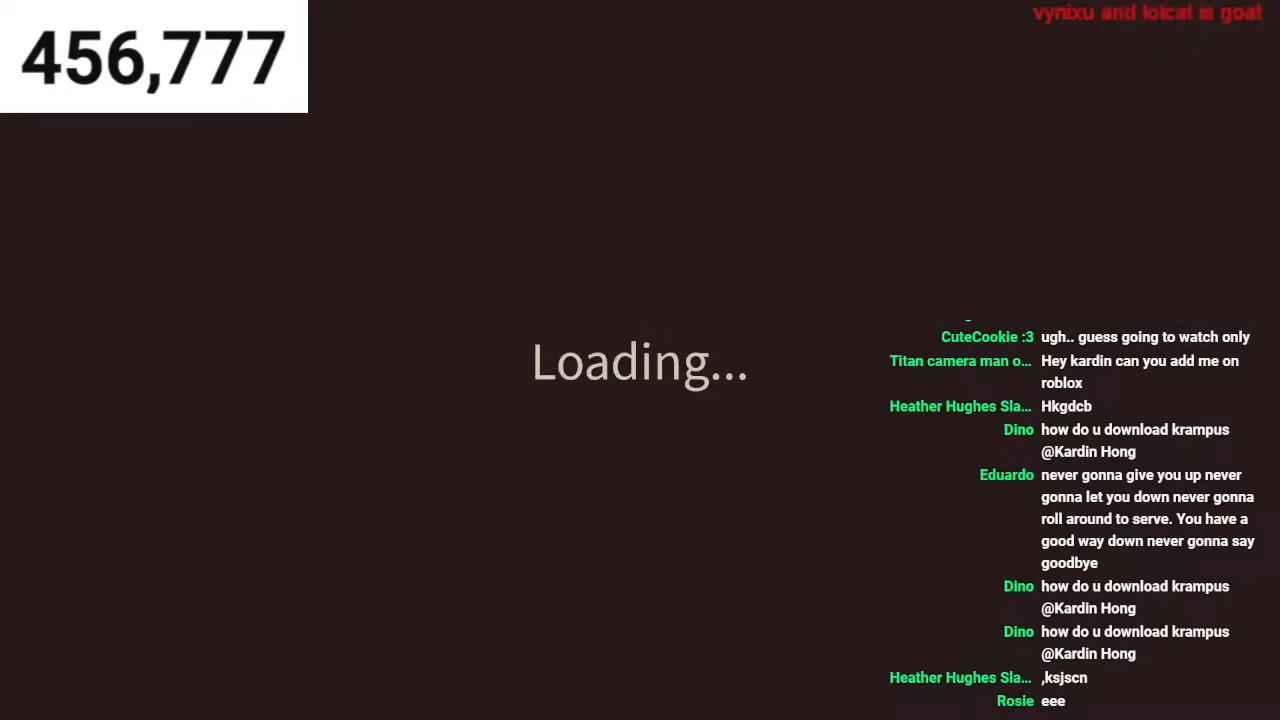 456,777
vynixu and lolcat is goat
Loading...
CuteCookie :3 ugh.. guess going to watch only
Titan camera man o... Hey kardin can you add me on
roblox
Heather Hughes Sla... Hkgdcb
Dino how do u download krampus
@Kardin Hong
Eduardo never gonna give you up never
gonna let you down never gonna
roll around to serve. You have a
good way down never gonna say
goodbye
Dino how do u download krampus
@Kardin Hong
Dino how do u download krampus
@Kardin Hong
Heather Hughes Sla... ,ksjscn
Rosie eee